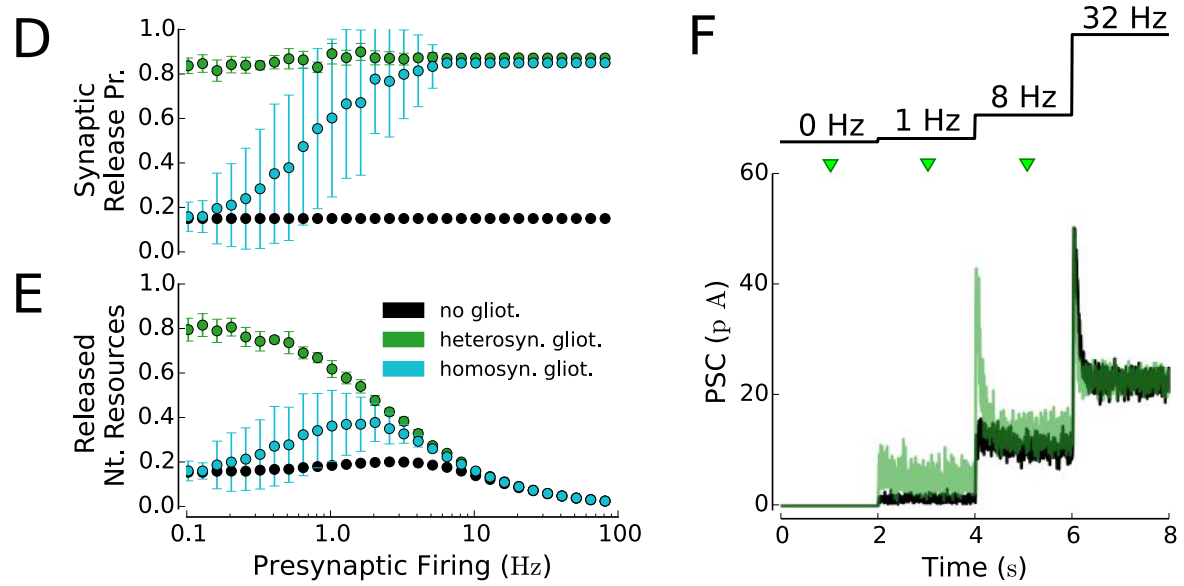 D
Synaptic
Release Pr.
1.0
0.8
0.6
0.4
0.2
0.0
E
Released
Nt. Resources
1.0
0.8
0.6
0.4
0.2
0.0
no gliot.
heterosyn. gliot.
homosyn. gliot.
0.1 0.1 1.0 10 100
Presynaptic Firing (Hz)
F
0 Hz 1 Hz 8 Hz 32 Hz
PSC (p A)
60
40
20
0
0 2 4 6 8
Time (s)